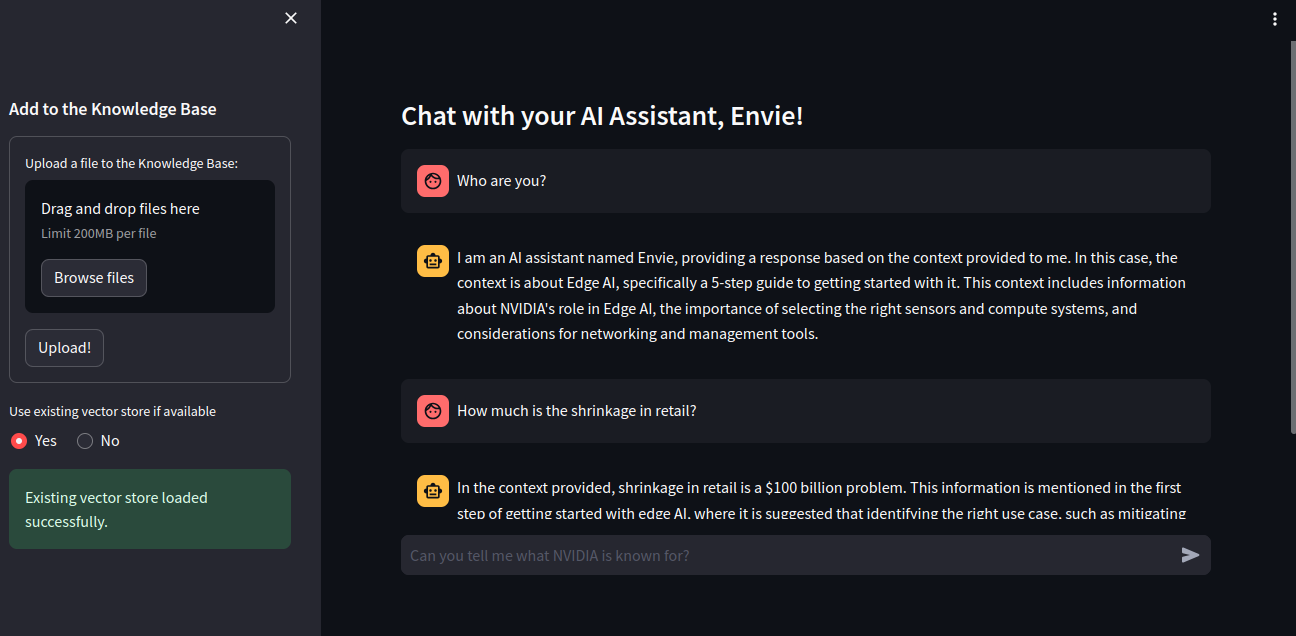 Add to the Knowledge Base
Upload a file to the Knowledge Base:
Drag and drop files here
Limit 200MB per file
Browse files
Upload!
Use existing vector store if available
Yes
No
Existing vector store loaded
successfully.
Chat with your AI Assistant, Envie!
Who are you?
I am an AI assistant named Envie, providing a response based on the context provided to me. In this case, the
context is about Edge AI, specifically a 5-step guide to getting started with it. This context includes information
about NVIDIA's role in Edge AI, the importance of selecting the right sensors and compute systems, and
considerations for networking and management tools.
How much is the shrinkage in retail?
In the context provided, shrinkage in retail is a $100 billion problem. This information is mentioned in the first
step of getting started with edge AI, where it is suggested that identifying the right use case, such as mitigating
Can you tell me what NVIDIA is known for?